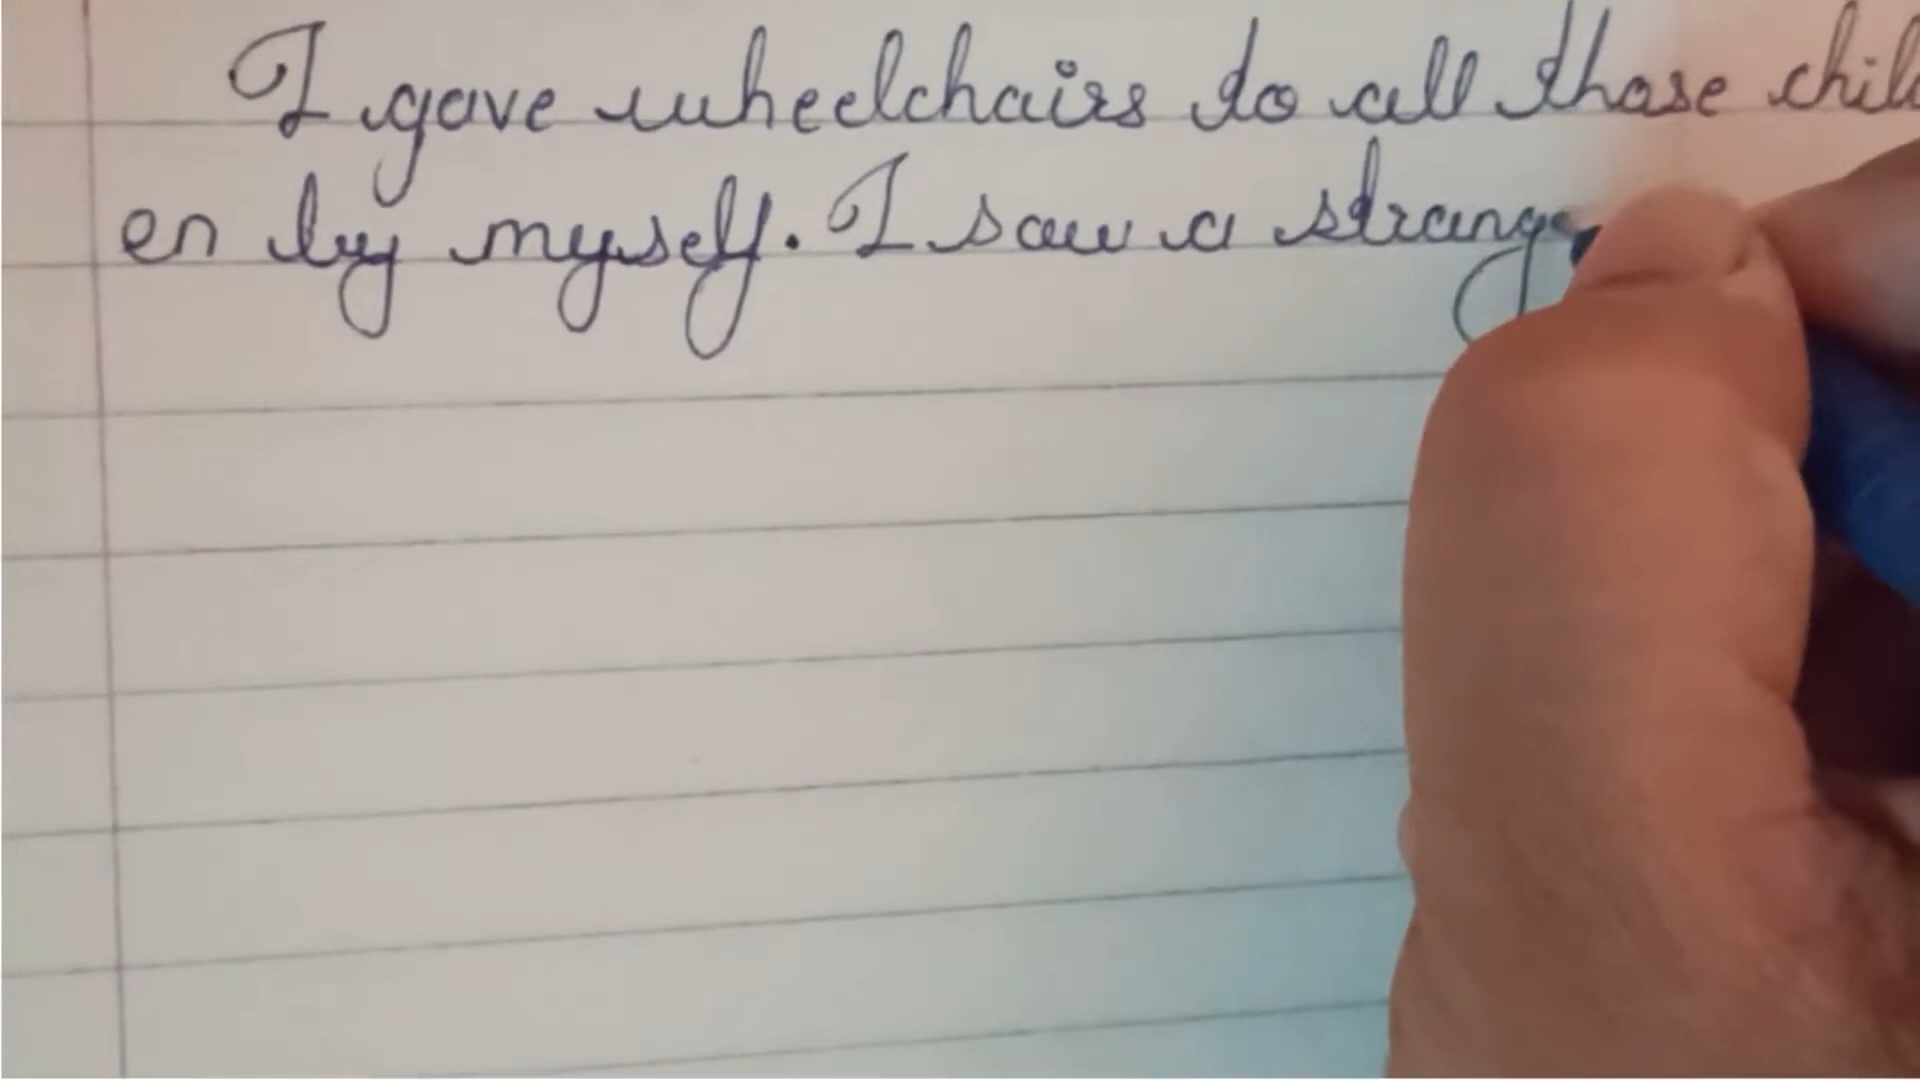 I gave wheelchairs to all those chil
en by myself. I saw a strang